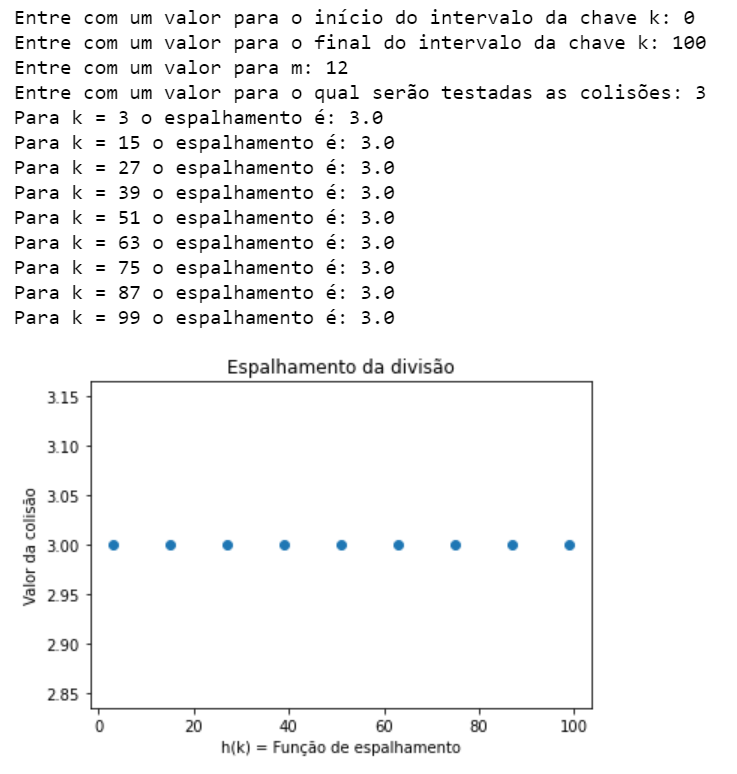 Entre com um valor para o início do intervalo da chave k: 0
Entre com um valor para o final do intervalo da chave k: 100
Entre com um valor para m: 12
Entre com um valor para o qual serão testadas as colisões: 3
Para k = 3 o espalhamento é: 3.0
Para k = 15 o espalhamento é: 3.0
Para k = 27 o espalhamento é: 3.0
Para k = 39 o espalhamento é: 3.0
Para k = 51 o espalhamento é: 3.0
Para k = 63 o espalhamento é: 3.0
Para k = 75 o espalhamento é: 3.0
Para k = 87 o espalhamento é: 3.0
Para k = 99 o espalhamento é: 3.0
Espalhamento da divisão
Valor da colisão
3.15
3.10
3.05
3.00
2.95
2.90
2.85
0 20 40 60 80 100
h(k) = Função de espalhamento